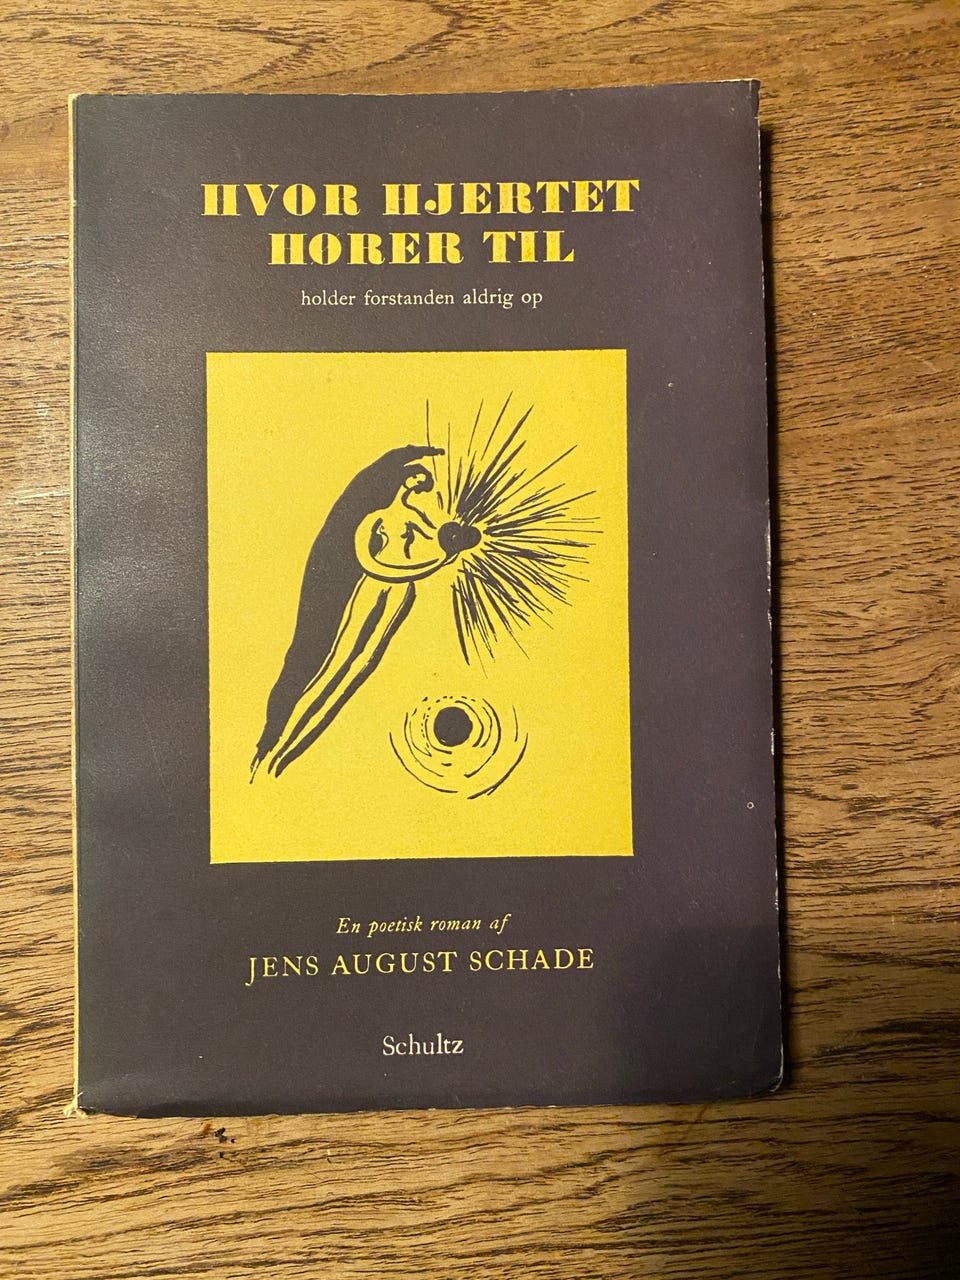 HVOR HJERTET
HØRER TIL
holder forstanden aldrig op
En poetisk roman af
JENS AUGUST SCHADE
Schultz